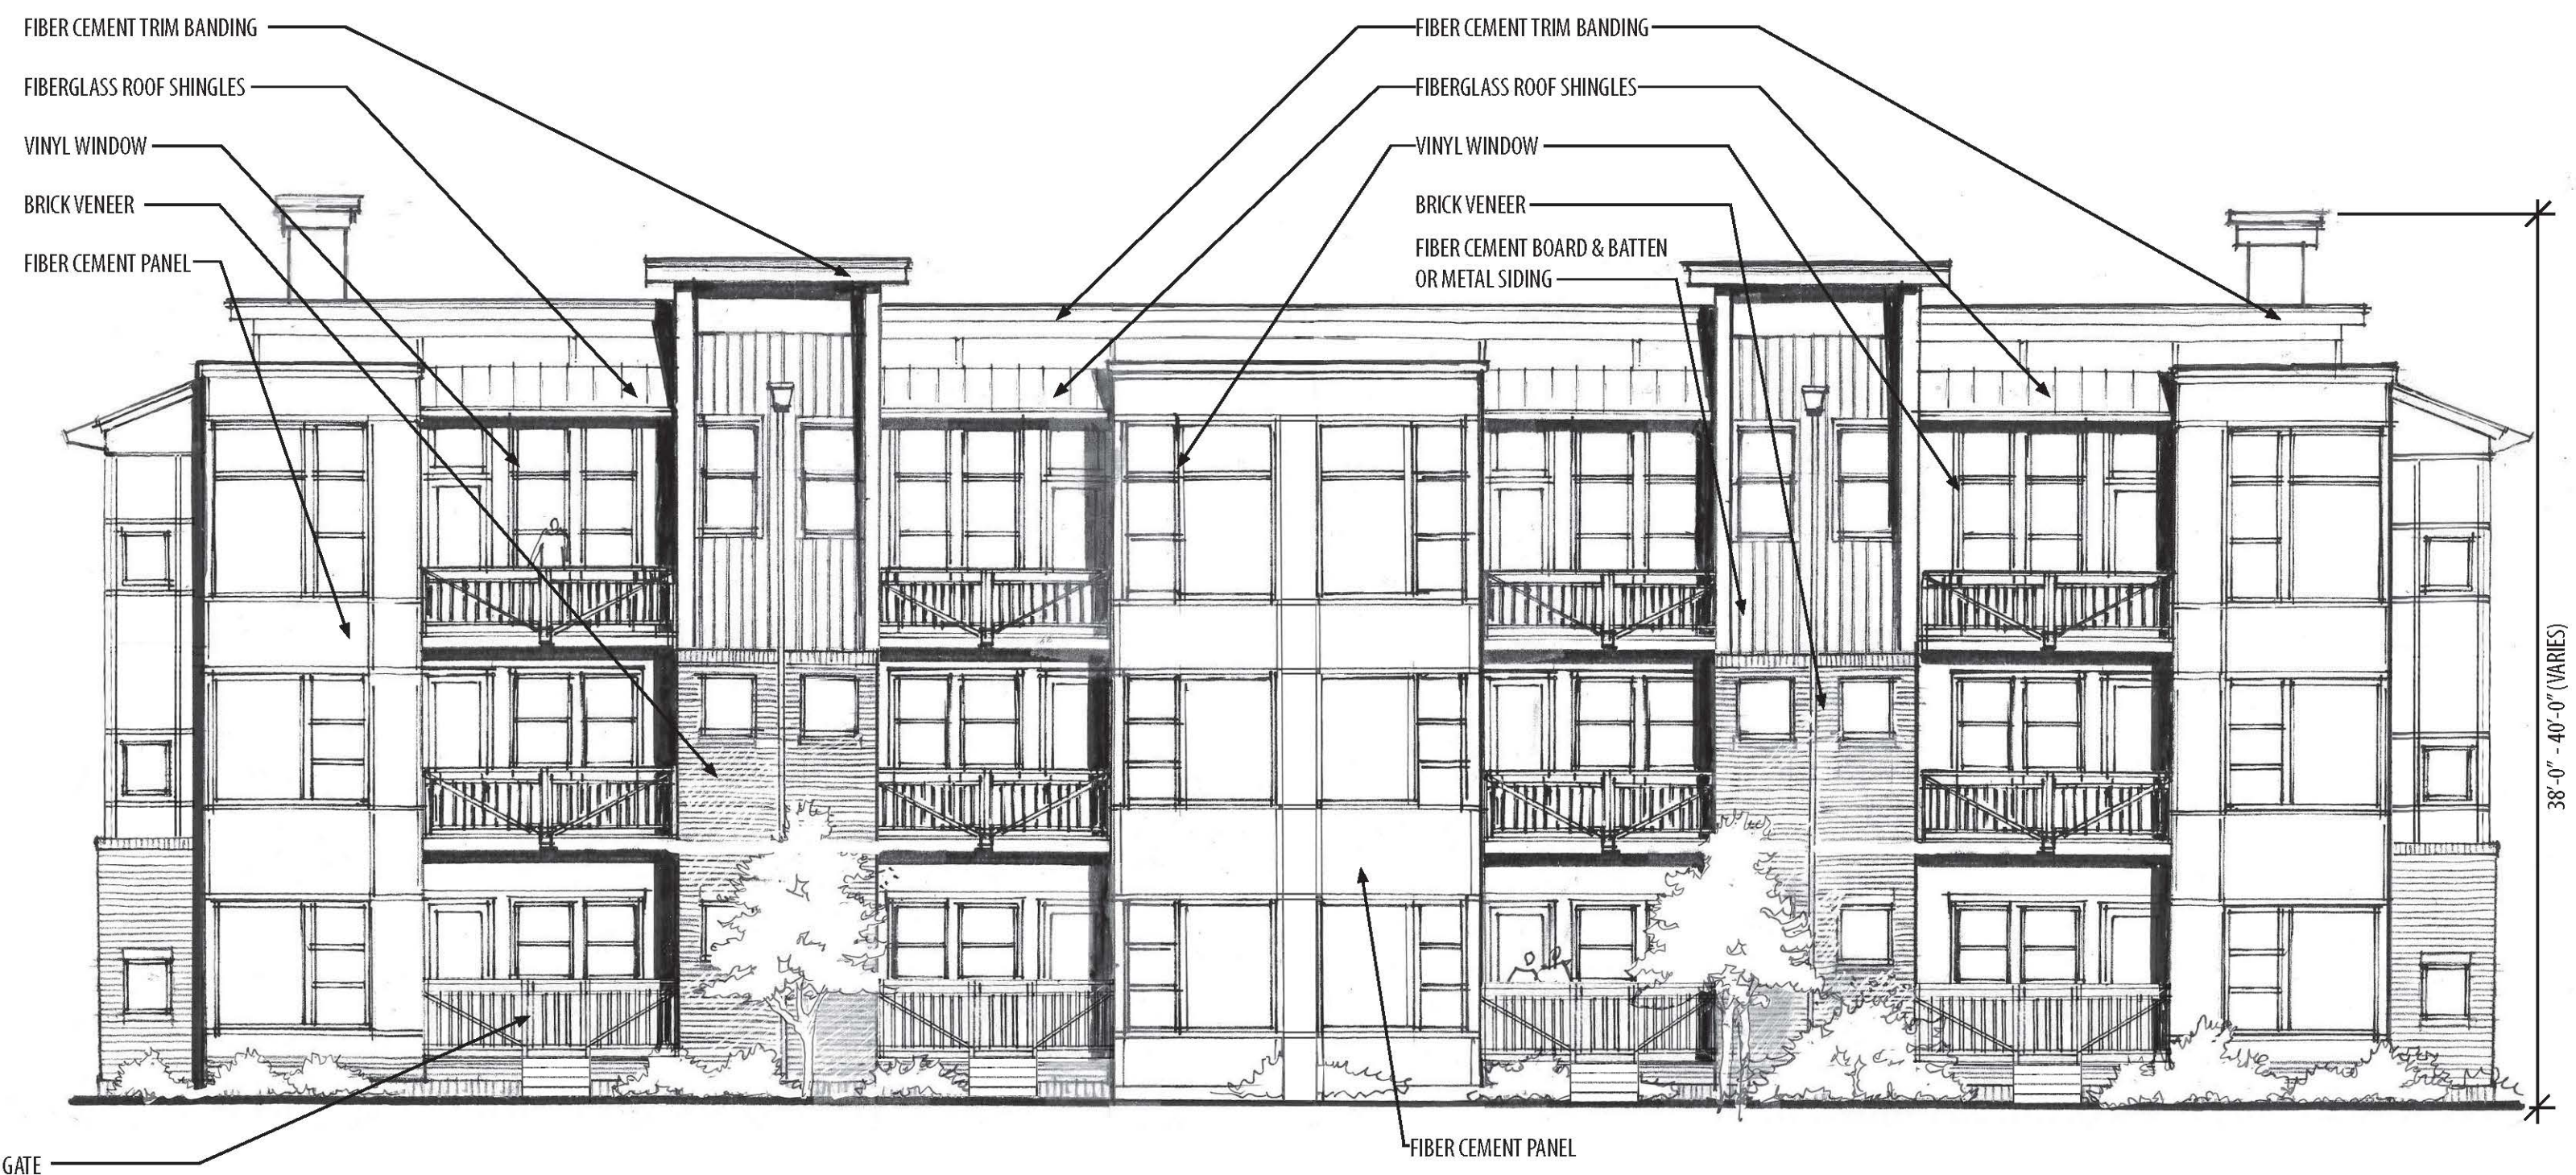 FIBER CEMENT TRIM BANDING
FIBERGLASS ROOF SHINGLES
VINYL WINDOW
BRICK VENEER
FIBER CEMENT PANEL
FIBER CEMENT TRIM BANDING
FIBERGLASS ROOF SHINGLES
VINYL WINDOW
BRICK VENEER
FIBER CEMENT BOARD & BATTEN
OR METAL SIDING
38'-0" - 40'-0" (VARIES)
FIBER CEMENT PANEL
GATE